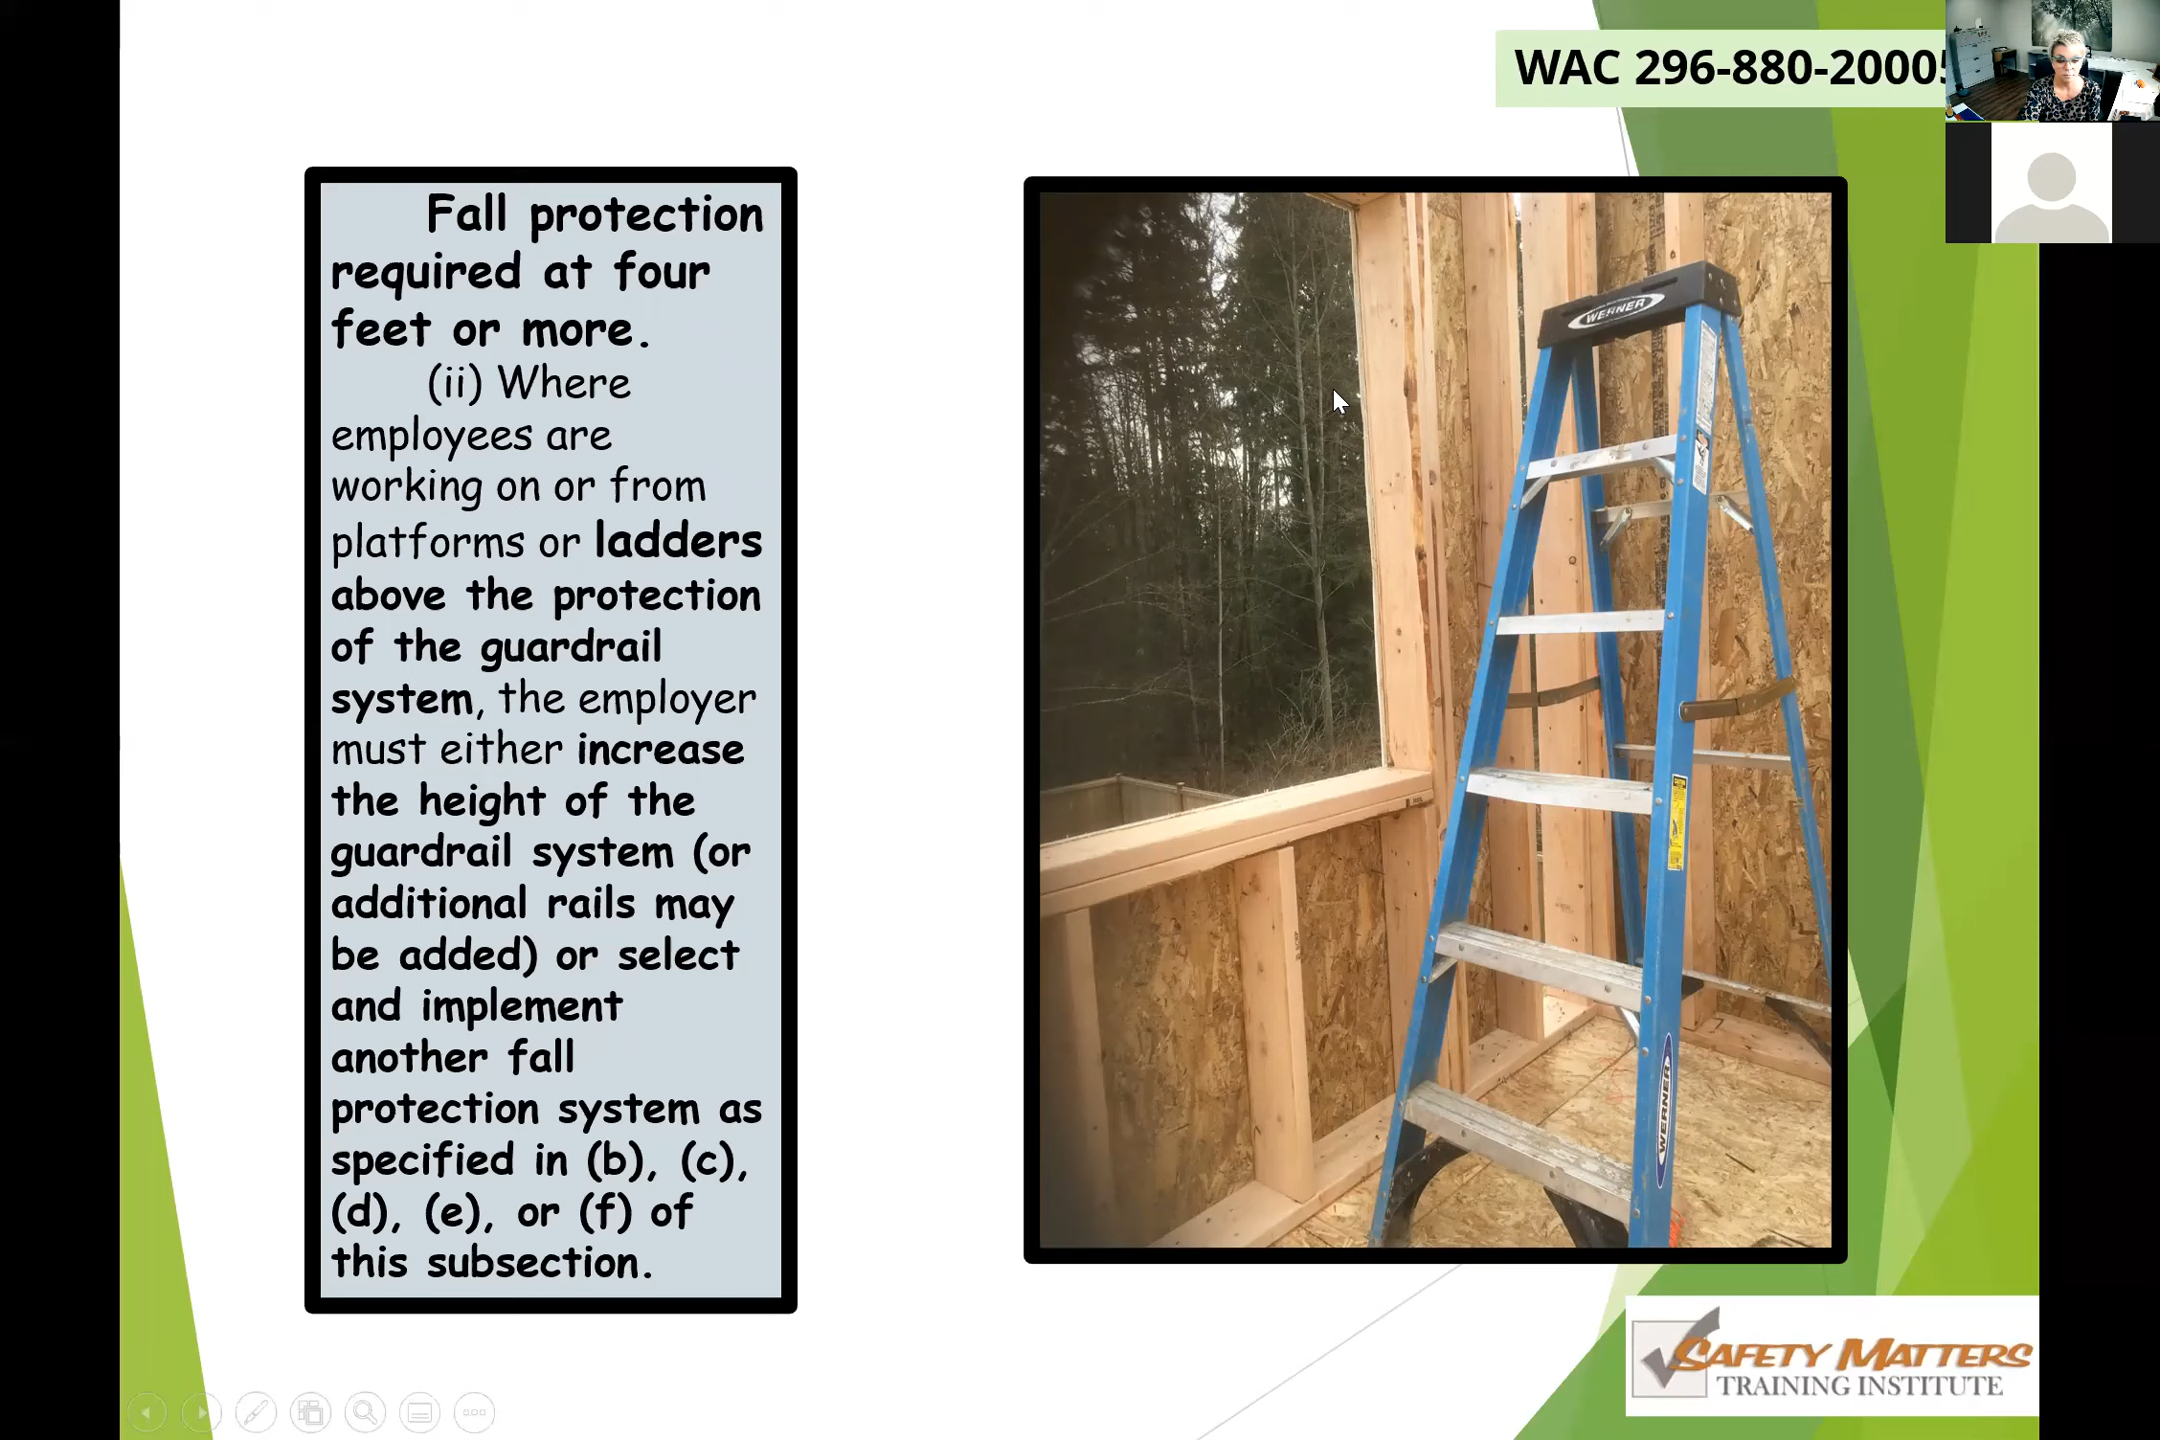 WAC 296-880-20005
Fall protection
required at four
feet or more.
(ii) Where
employees are
working on or from
platforms or ladders
above the protection
of the guardrail
system, the employer
must either increase
the height of the
guardrail system (or
additional rails may
be added) or select
and implement
another fall
protection system as
specified in (b), (c),
(d), (e), or (f) of
this subsection.
WERNER
WERNER
SAFETY MATTERS
TRAINING INSTITUTE